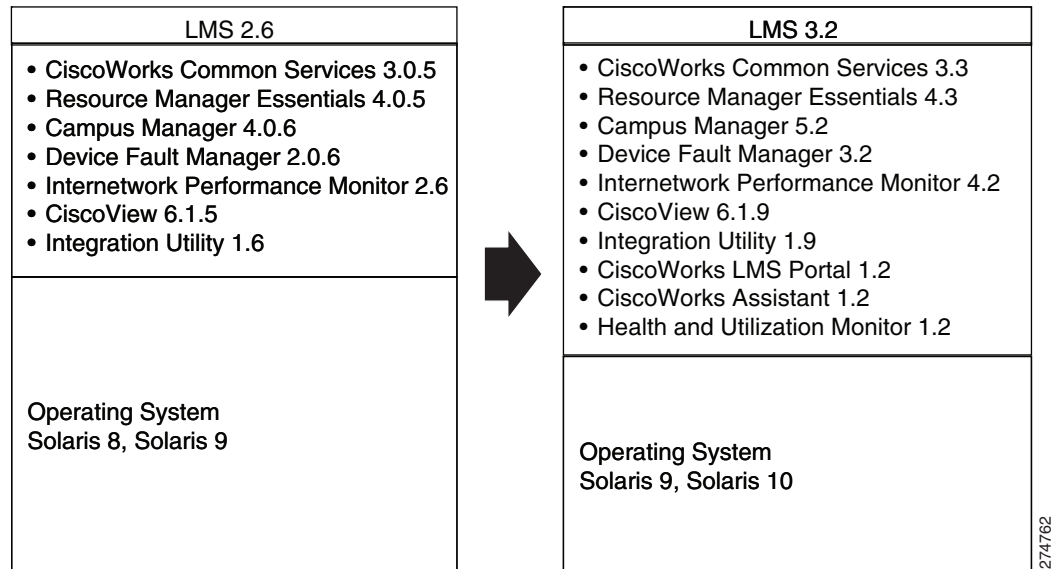 LMS 2.6
• CiscoWorks Common Services 3.0.5
• Resource Manager Essentials 4.0.5
• Campus Manager 4.0.6
• Device Fault Manager 2.0.6
• Internetwork Performance Monitor 2.6
• CiscoView 6.1.5
• Integration Utility 1.6
Operating System
Solaris 8, Solaris 9
LMS 3.2
• CiscoWorks Common Services 3.3
• Resource Manager Essentials 4.3
• Campus Manager 5.2
• Device Fault Manager 3.2
• Internetwork Performance Monitor 4.2
• CiscoView 6.1.9
• Integration Utility 1.9
• CiscoWorks LMS Portal 1.2
• CiscoWorks Assistant 1.2
• Health and Utilization Monitor 1.2
Operating System
Solaris 9, Solaris 10
274762